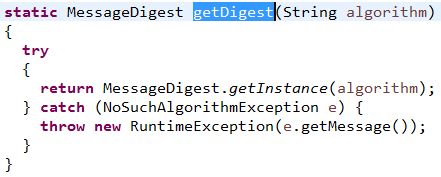 static MessageDigest getDigest(String algorithm)
{
  try
  {
    return MessageDigest.getInstance(algorithm);
  } catch (NoSuchAlgorithmException e) {
    throw new RuntimeException(e.getMessage());
  }
}